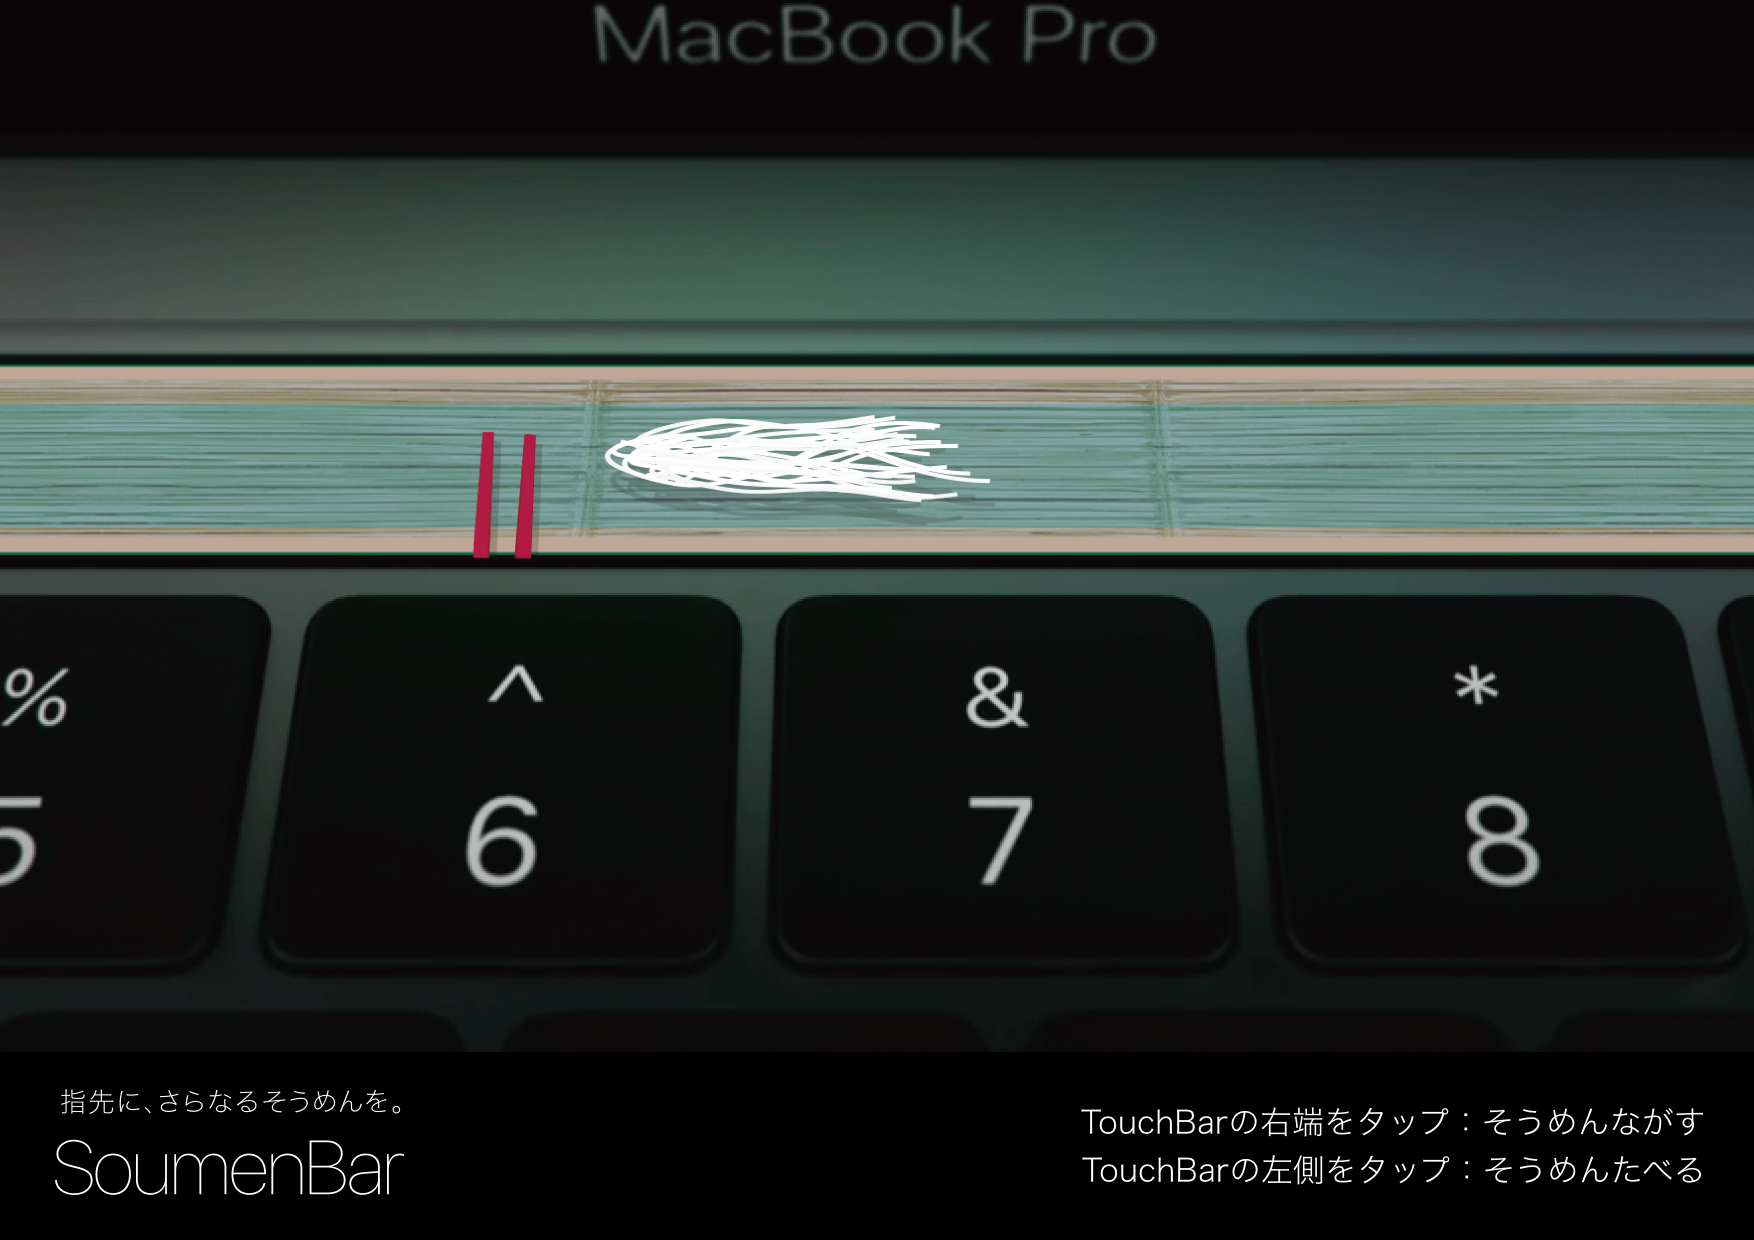 MacBook Pro
% ^ & *
5 6 7 8
指先に、さらなるそうめんを。
SoumenBar
TouchBarの右端をタップ：そうめんながす
TouchBarの左側をタップ：そうめんたべる